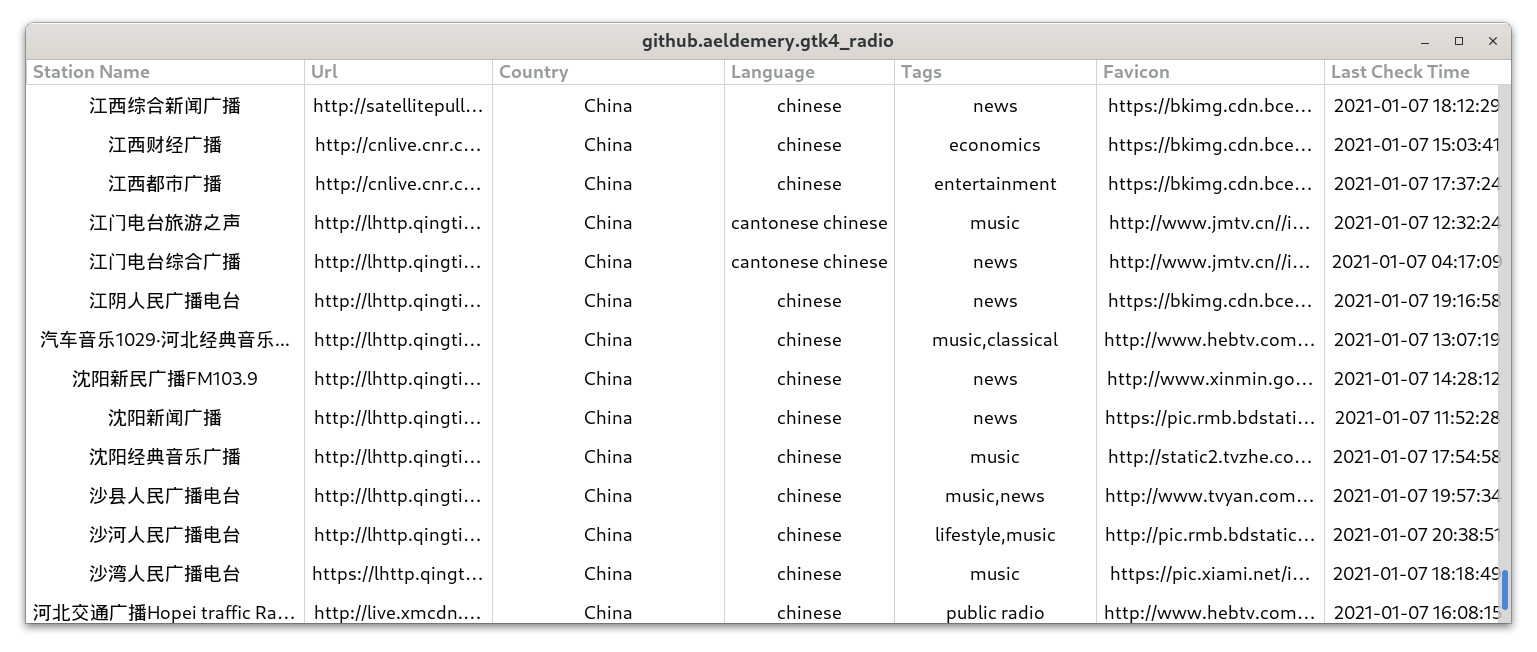 github.aeldemery.gtk4_radio
Station Name Url Country Language Tags Favicon Last Check Time
江西综合新闻广播 http://satellitepull... China chinese news https://bkimg.cdn.bce... 2021-01-07 18:12:29
江西财经广播 http://cnlive.cnr.c... China chinese economics https://bkimg.cdn.bce... 2021-01-07 15:03:41
江西都市广播 http://cnlive.cnr.c... China chinese entertainment https://bkimg.cdn.bce... 2021-01-07 17:37:24
江门电台旅游之声 http://lhttp.qingti... China cantonese chinese music http://www.jmtv.cn//i... 2021-01-07 12:32:24
江门电台综合广播 http://lhttp.qingti... China cantonese chinese news http://www.jmtv.cn//i... 2021-01-07 04:17:09
江阴人民广播电台 http://lhttp.qingti... China chinese news https://bkimg.cdn.bce... 2021-01-07 19:16:58
汽车音乐1029·河北经典音乐... http://lhttp.qingti... China chinese music,classical http://www.hebtv.com... 2021-01-07 13:07:19
沈阳新民广播FM103.9 http://lhttp.qingti... China chinese news http://www.xinmin.go... 2021-01-07 14:28:12
沈阳新闻广播 http://lhttp.qingti... China chinese news https://pic.rmb.bdstati... 2021-01-07 11:52:28
沈阳经典音乐广播 http://lhttp.qingti... China chinese music http://static2.tvzhe.co... 2021-01-07 17:54:58
沙县人民广播电台 http://lhttp.qingti... China chinese music,news http://www.tvyan.com... 2021-01-07 19:57:34
沙河人民广播电台 http://lhttp.qingti... China chinese lifestyle,music http://pic.rmb.bdstatic... 2021-01-07 20:38:51
沙湾人民广播电台 https://lhttp.qingt... China chinese music https://pic.xiami.net/i... 2021-01-07 18:18:49
河北交通广播Hopei traffic Ra... http://live.xmcdn.... China chinese public radio http://www.hebtv.com... 2021-01-07 16:08:15